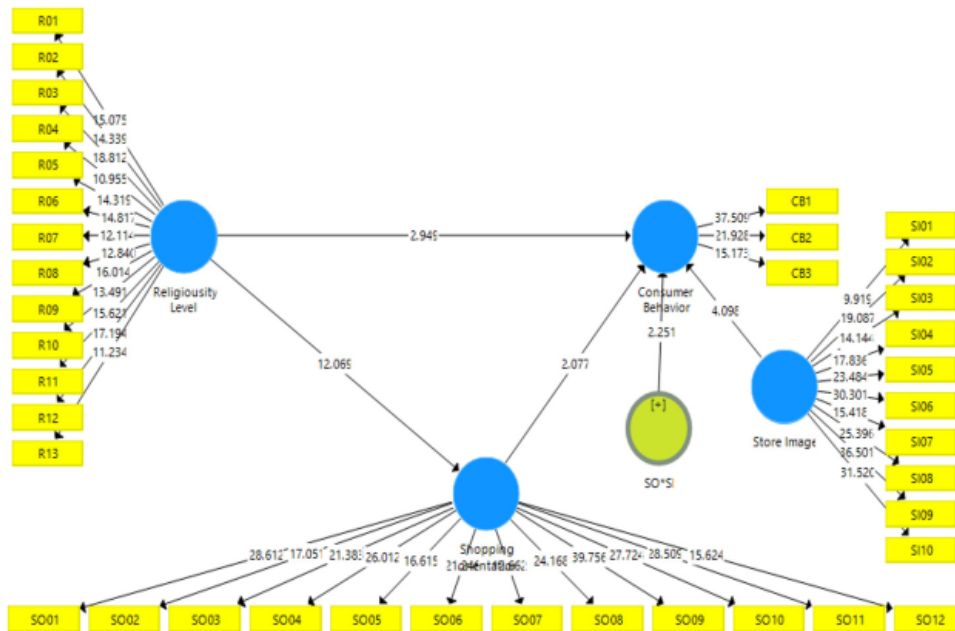 R01
R02
R03
R04
R05
R06
R07
R08
R09
R10
R11
R12
R13
15.075
14.339
18.812
10.955
14.319
14.817
12.114
12.840
16.014
13.491
15.621
17.194
11.234
Religiousity
Level
2.949
12.069
Consumer
Behavior
37.509
21.928
15.173
CB1
CB2
CB3
2.077
2.251
4.098
[+]
SO*SI
Store Image
9.919
19.087
14.144
17.836
23.484
30.301
15.418
25.396
36.501
31.520
SI01
SI02
SI03
SI04
SI05
SI06
SI07
SI08
SI09
SI10
Shopping
28.612
17.051
21.383
26.012
16.615
24.168
39.756
27.724
28.509
15.624
SO01
SO02
SO03
SO04
SO05
SO06
SO07
SO08
SO09
SO10
SO11
SO12